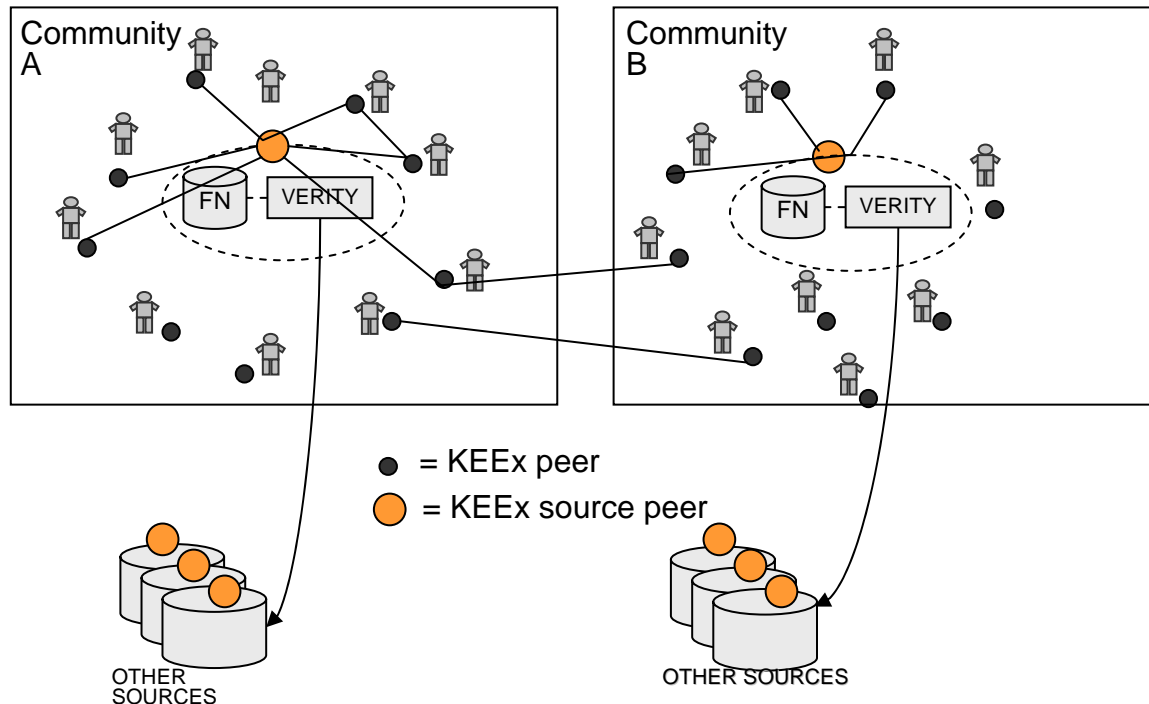 Community
A
Community
B
FN
VERITY
FN
VERITY
= KEEx peer
= KEEx source peer
OTHER
SOURCES
OTHER SOURCES